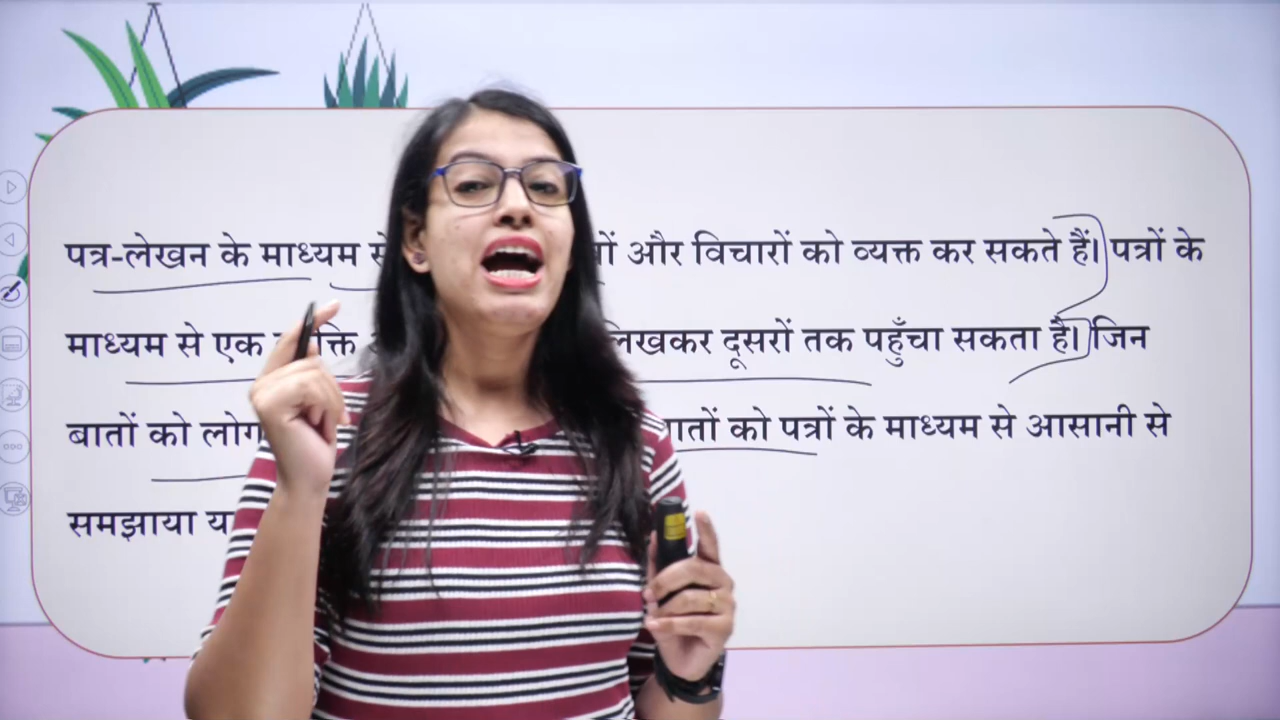 पत्र-लेखन के माध्यम से और विचारों को व्यक्त कर सकते हैं। पत्रों के
माध्यम से एक लिखकर दूसरों तक पहुँचा सकता है। जिन
बातों को को पत्रों के माध्यम से आसानी से
समझाया